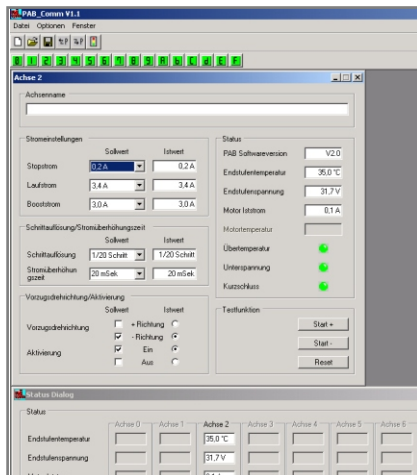 PAB_Comm V1.1
Datei Optionen Fenster
0 1 2 3 4 5 6 7 8 9 A b C d E F
Achse 2
Achsenname
Stromeinstellungen
Sollwert Istwert
Stopstrom 0,2 A 0,2 A
Laufstrom 3,4 A 3,4 A
Booststrom 3,0 A 3,0 A
Schrittauflösung/Stromüberhöhungszeit
Sollwert Istwert
Schrittauflösung 1/20 Schritt 1/20 Schritt
Stromüberhöhun
gszeit 20 mSek 20 mSek
Vorzugsdrehrichtung/Aktivierung
Sollwert Istwert
Vorzugsdrehrichtung + Richtung
- Richtung
Aktivierung Ein
Aus
Status
PAB Softwareversion V2.0
Endstufentemperatur 35,0 °C
Endstufenspannung 31,7 V
Motor Iststrom 0,1 A
Motortemperatur
Übertemperatur
Unterspannung
Kurzschluss
Testfunktion
Start +
Start -
Reset
Status Dialog
Status
Achse 0 Achse 1 Achse 2 Achse 3 Achse 4 Achse 5 Achse 6
Endstufentemperatur 35,0 °C
Endstufenspannung 31,7 V